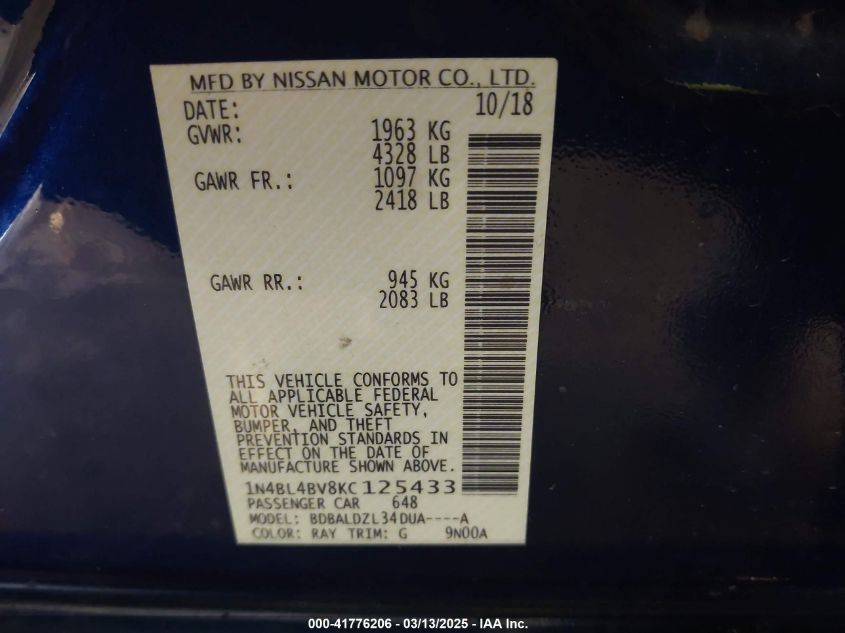 MFD BY NISSAN MOTOR CO., LTD.
DATE: 10/18
GVWR: 1963 KG
4328 LB
GAWR FR.: 1097 KG
2418 LB
GAWR RR.: 945 KG
2083 LB
THIS VEHICLE CONFORMS TO
ALL APPLICABLE FEDERAL
MOTOR VEHICLE SAFETY,
BUMPER, AND THEFT
PREVENTION STANDARDS IN
EFFECT ON THE DATE OF
MANUFACTURE SHOWN ABOVE.
1N4BL4BV8KC125433
PASSENGER CAR 648
MODEL: BDBALDZL34DUA----A
COLOR: RAY TRIM: G 9N00A
000-41776206 - 03/13/2025 - IAA Inc.